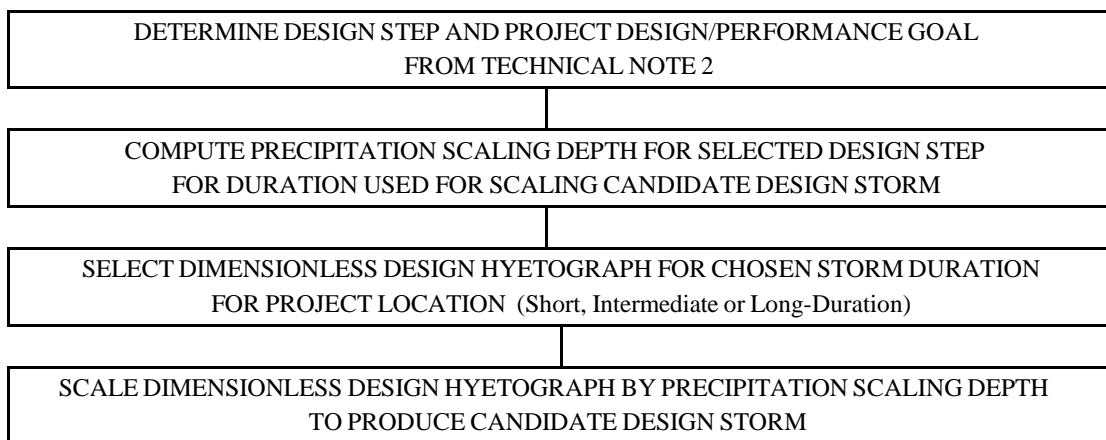 DETERMINE DESIGN STEP AND PROJECT DESIGN/PERFORMANCE GOAL
FROM TECHNICAL NOTE 2
COMPUTE PRECIPITATION SCALING DEPTH FOR SELECTED DESIGN STEP
FOR DURATION USED FOR SCALING CANDIDATE DESIGN STORM
SELECT DIMENSIONLESS DESIGN HYETOGRAPH FOR CHOSEN STORM DURATION
FOR PROJECT LOCATION (Short, Intermediate or Long-Duration)
SCALE DIMENSIONLESS DESIGN HYETOGRAPH BY PRECIPITATION SCALING DEPTH
TO PRODUCE CANDIDATE DESIGN STORM